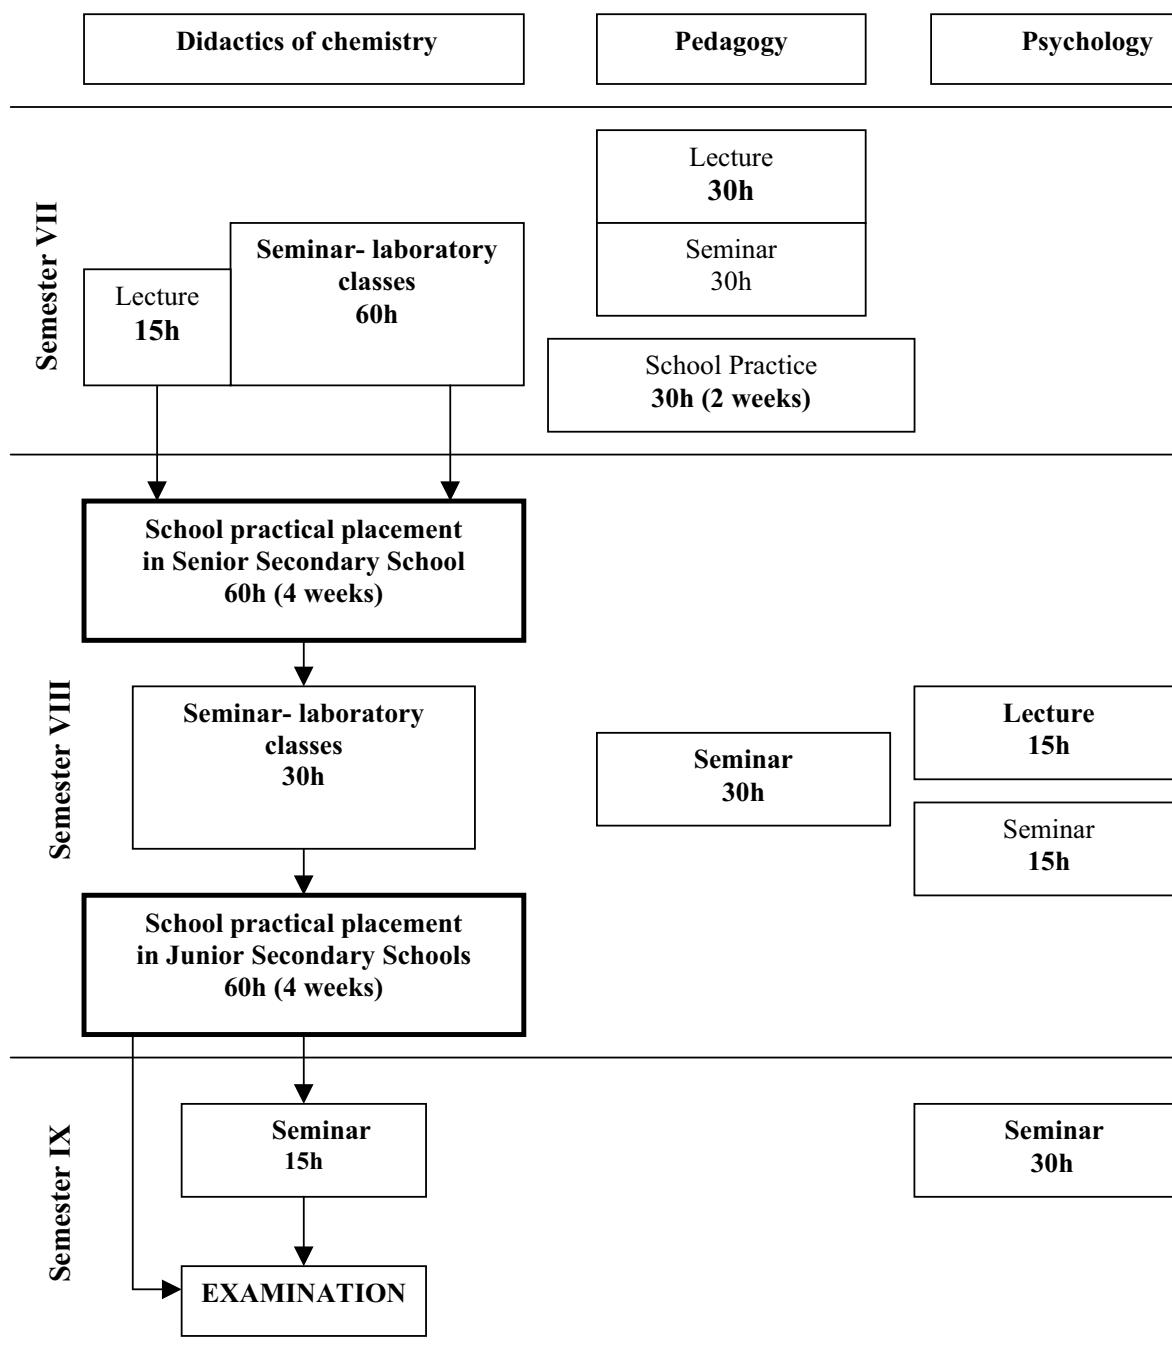 Didactics of chemistry
Pedagogy
Psychology
Semester VII
Lecture
15h
Seminar- laboratory
classes
60h
Lecture
30h
Seminar
30h
School Practice
30h (2 weeks)
Semester VIII
School practical placement
in Senior Secondary School
60h (4 weeks)
Seminar- laboratory
classes
30h
School practical placement
in Junior Secondary Schools
60h (4 weeks)
Seminar
30h
Lecture
15h
Seminar
15h
Semester IX
Seminar
15h
EXAMINATION
Seminar
30h